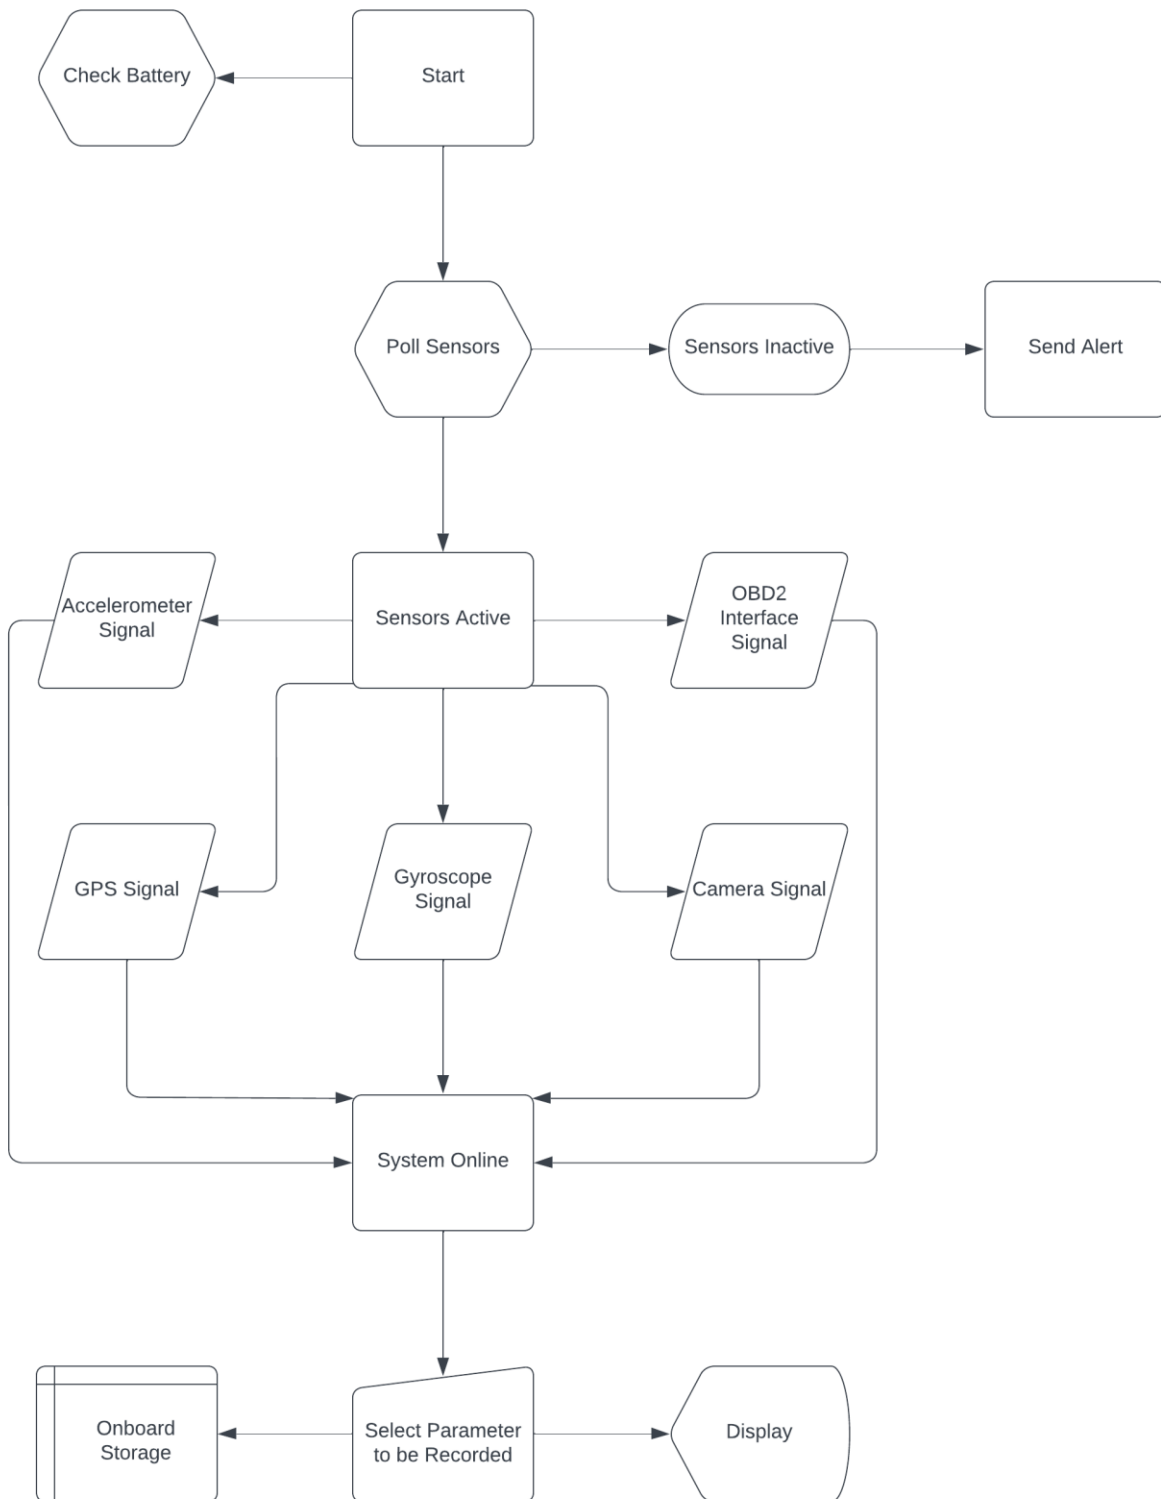 Check Battery
Start
Poll Sensors
Sensors Inactive
Send Alert
Accelerometer
Signal
Sensors Active
OBD2
Interface
Signal
GPS Signal
Gyroscope
Signal
Camera Signal
System Online
Onboard
Storage
Select Parameter
to be Recorded
Display